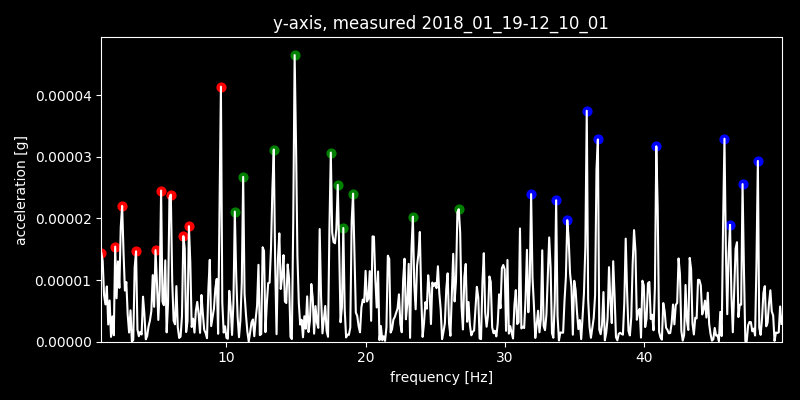 y-axis, measured 2018_01_19-12_10_01
acceleration [g]
0.00004
0.00003
0.00002
0.00001
0.00000
10 20 30 40
frequency [Hz]